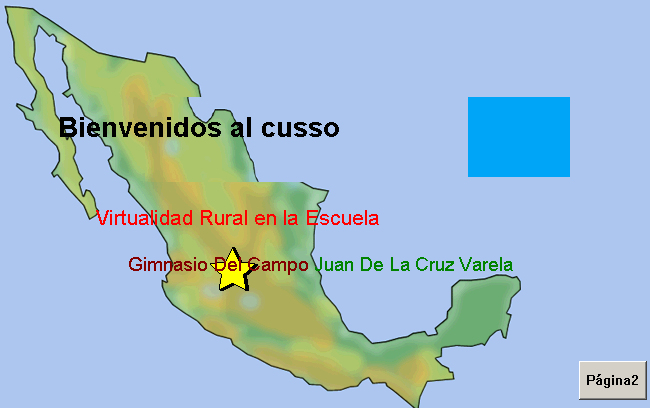 Bienvenidos al cusso
Virtualidad Rural en la Escuela
Gimnasio Del Campo Juan De La Cruz Varela
Página2